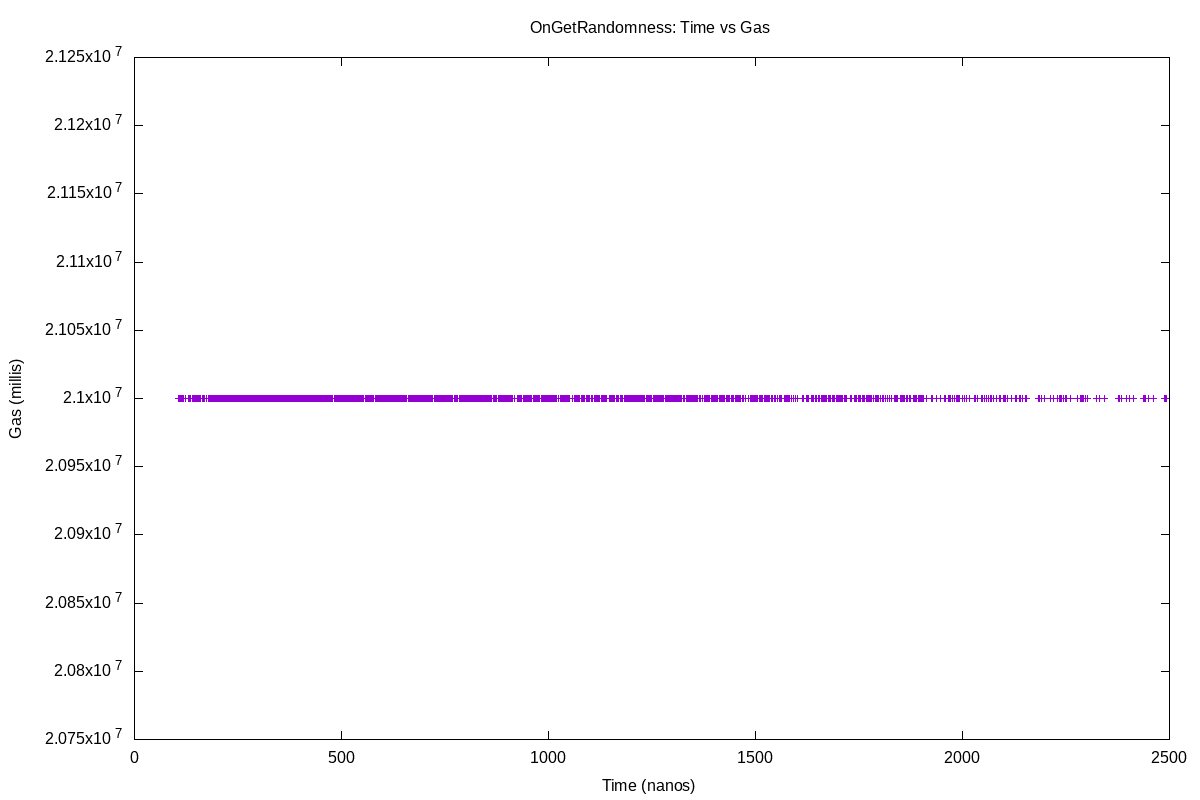 OnGetRandomness: Time vs Gas
2.125x10 7
2.12x10 7
2.115x10 7
2.11x10 7
2.105x10 7
2.1x10 7
2.095x10 7
2.09x10 7
2.085x10 7
2.08x10 7
2.075x10 7
Gas (millis)
0 500 1000 1500 2000 2500
Time (nanos)